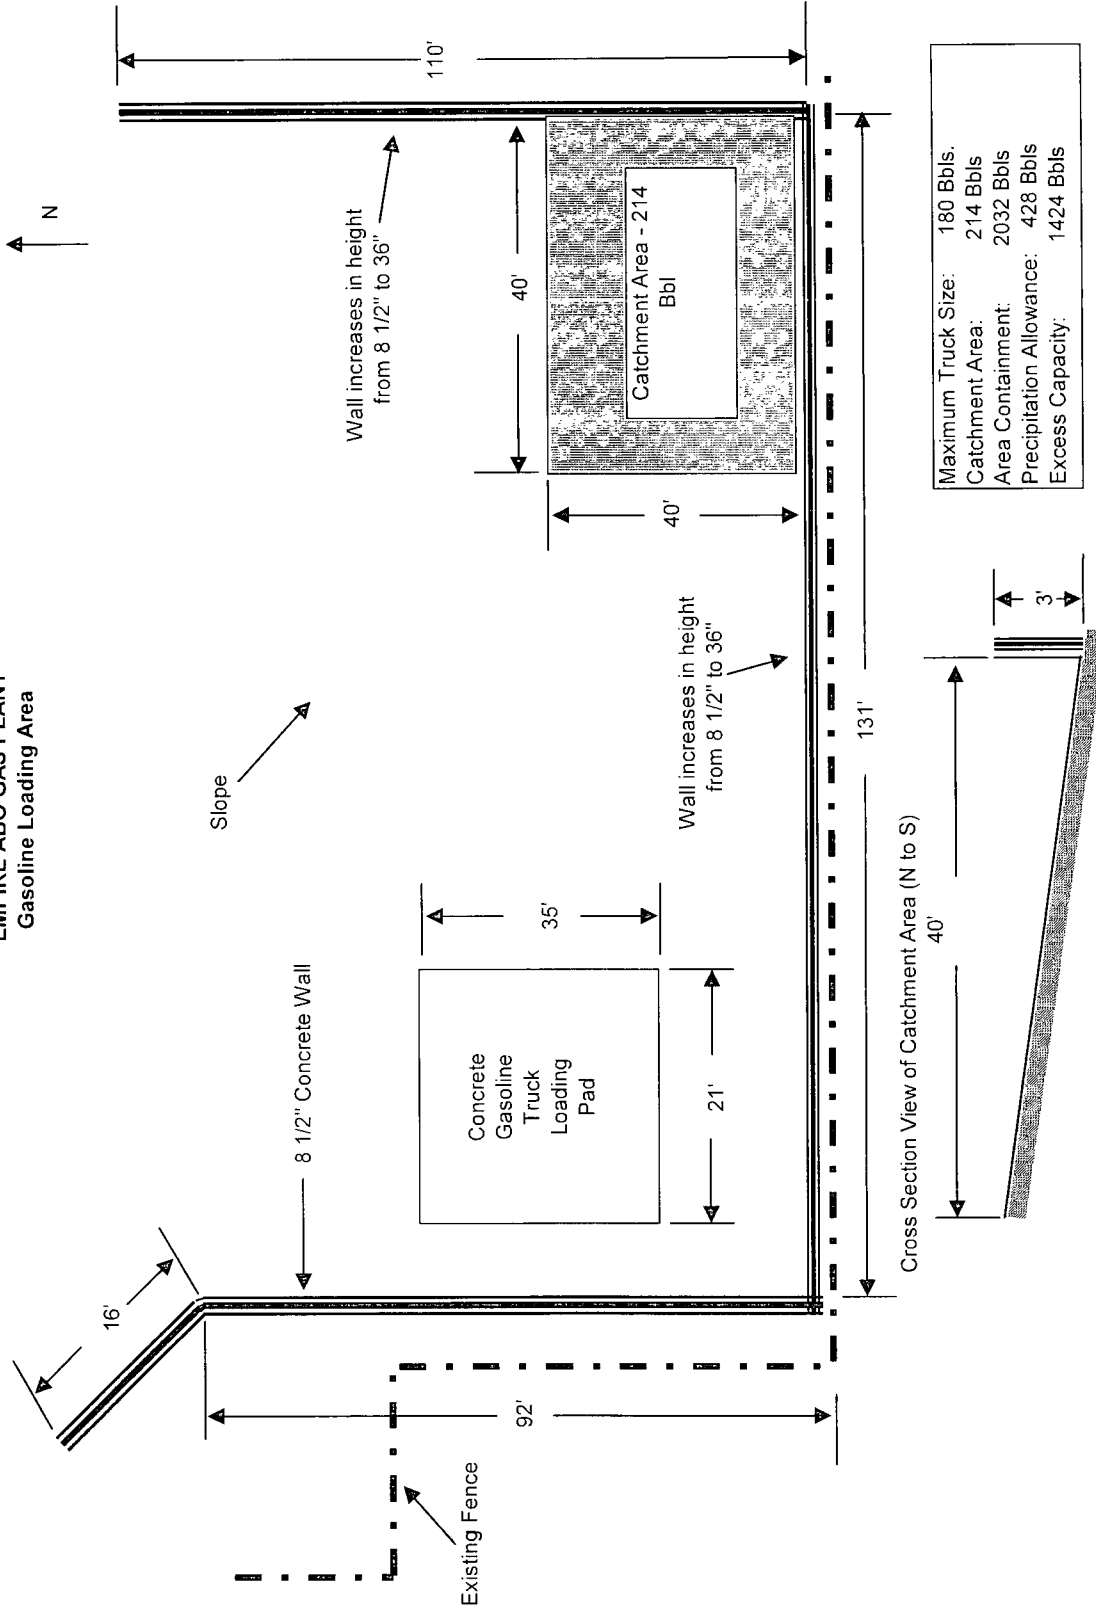 EMPIRE ABO GAS PLANT
Gasoline Loading Area
N
16'
Slope
8 1/2" Concrete Wall
Wall increases in height
from 8 1/2" to 36"
110'
40'
Existing Fence
92'
Concrete
Gasoline
Truck
Loading
Pad
35'
21'
40'
Catchment Area - 214
Bbl
Wall increases in height
from 8 1/2" to 36"
131'
Cross Section View of Catchment Area (N to S)
40'
3'
Maximum Truck Size: 180 Bbls.
Catchment Area: 214 Bbls
Area Containment: 2032 Bbls
Precipitation Allowance: 428 Bbls
Excess Capacity: 1424 Bbls